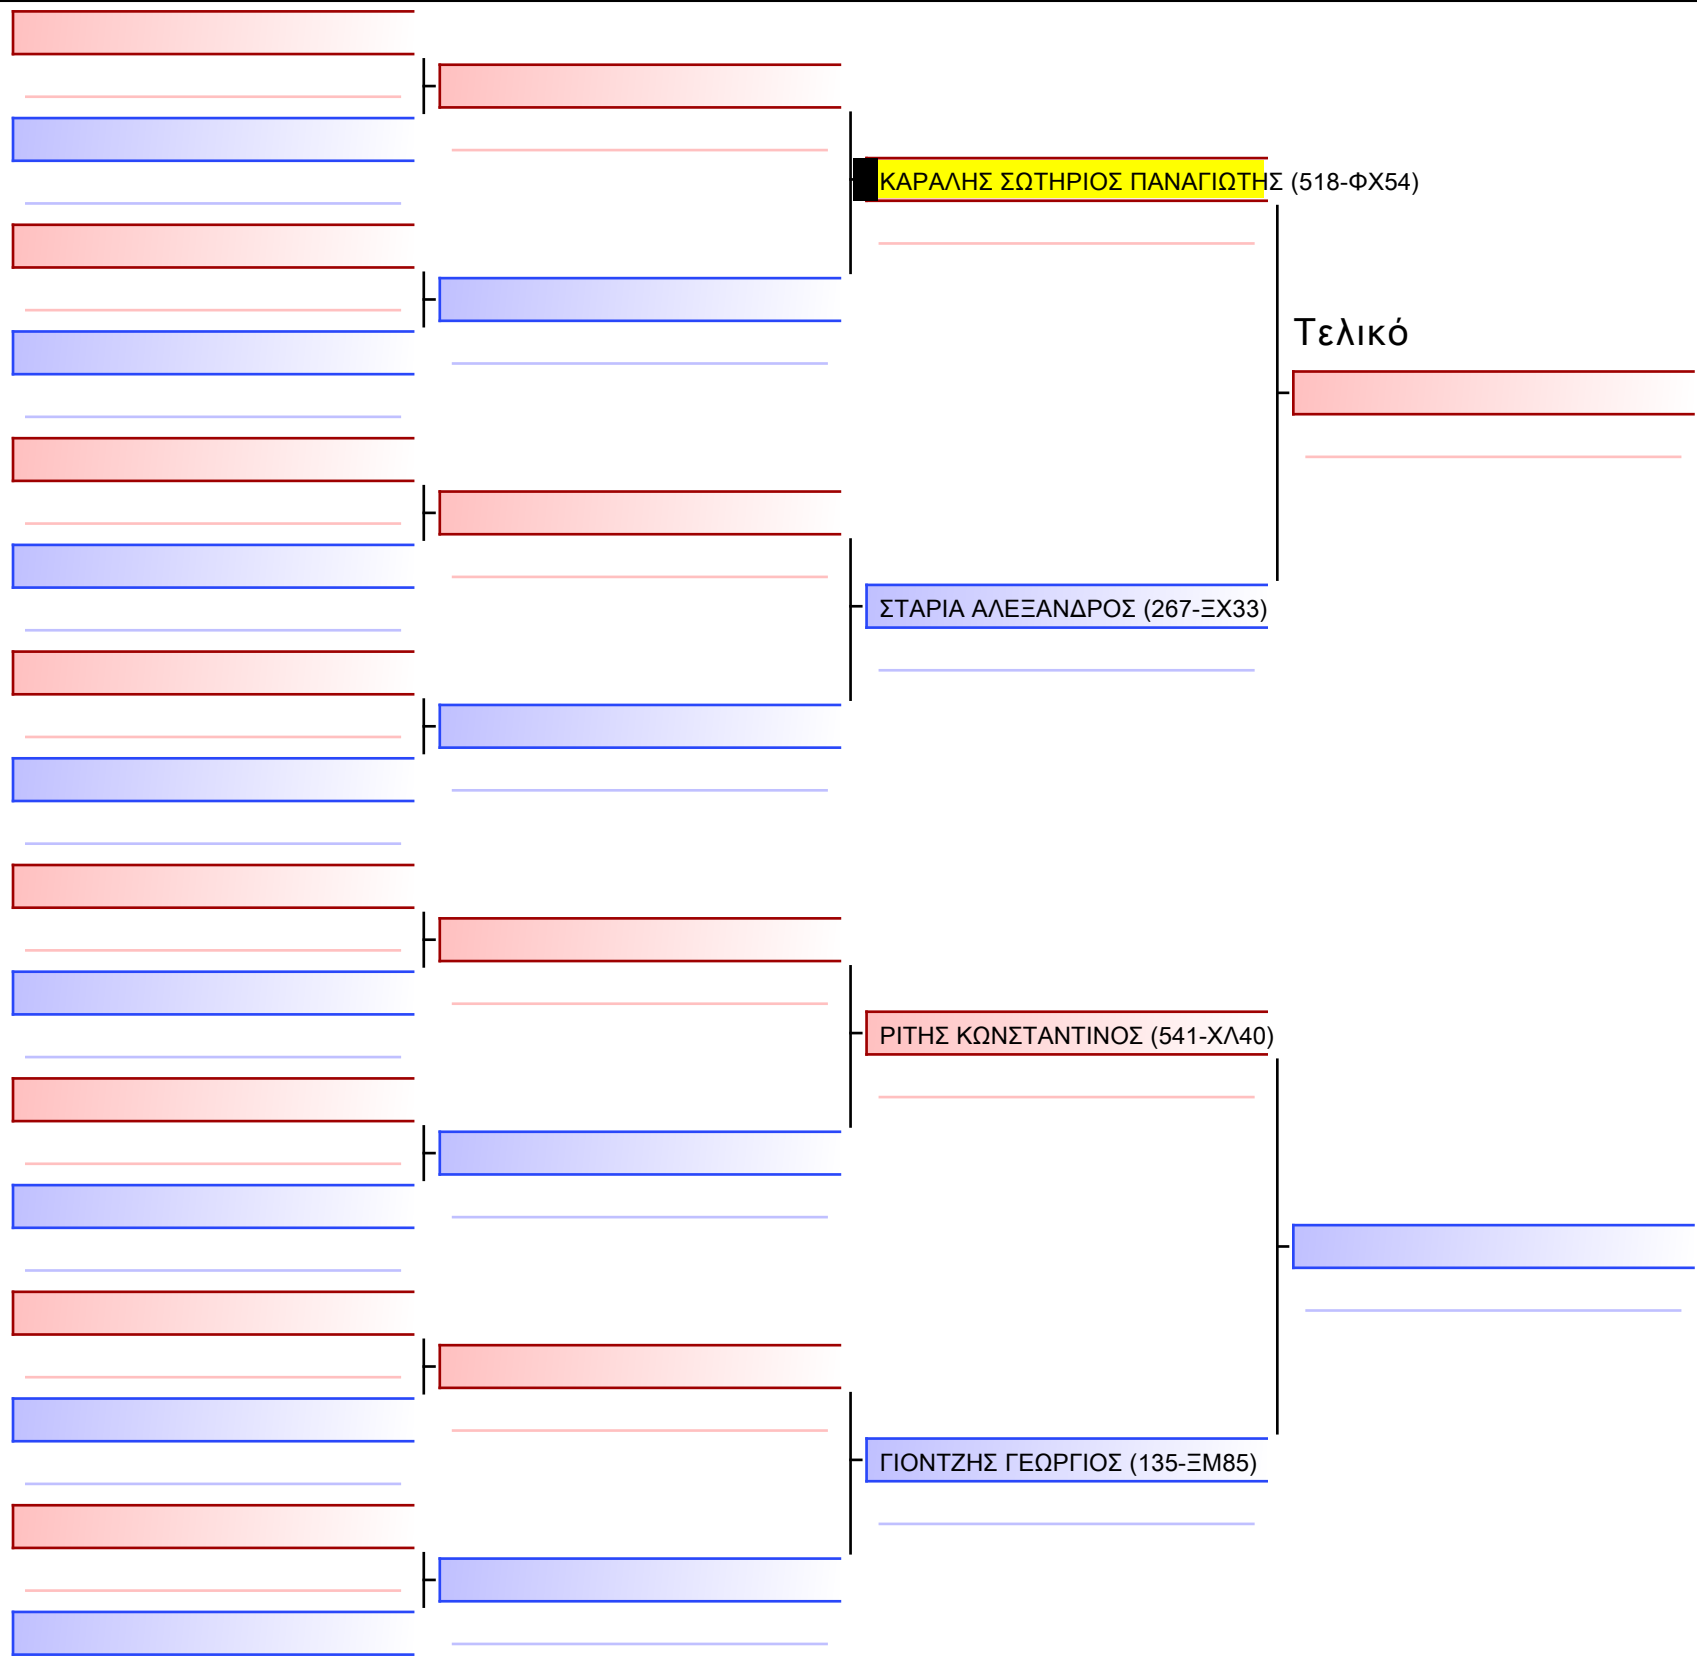 ΚΑΡΑΛΗΣ ΣΩΤΗΡΙΟΣ ΠΑΝΑΓΙΩΤΗΣ (518-ΦΧ54)
Τελικό
ΣΤΑΡΙΑ ΑΛΕΞΑΝΔΡΟΣ (267-ΞΧ33)
ΡΙΤΗΣ ΚΩΝΣΤΑΝΤΙΝΟΣ (541-ΧΛ40)
ΓΙΟΝΤΖΗΣ ΓΕΩΡΓΙΟΣ (135-ΞΜ85)